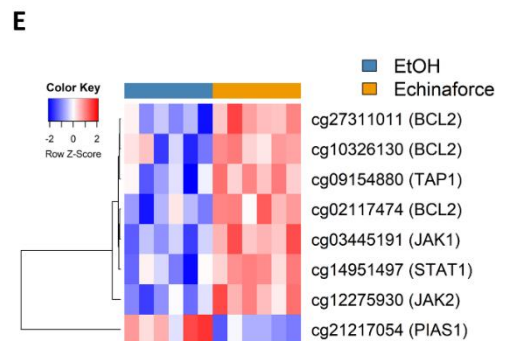 E
EtOH
Echinaforce
Color Key
-2 0 2
Row Z-Score
cg27311011 (BCL2)
cg10326130 (BCL2)
cg09154880 (TAP1)
cg02117474 (BCL2)
cg03445191 (JAK1)
cg14951497 (STAT1)
cg12275930 (JAK2)
cg21217054 (PIAS1)